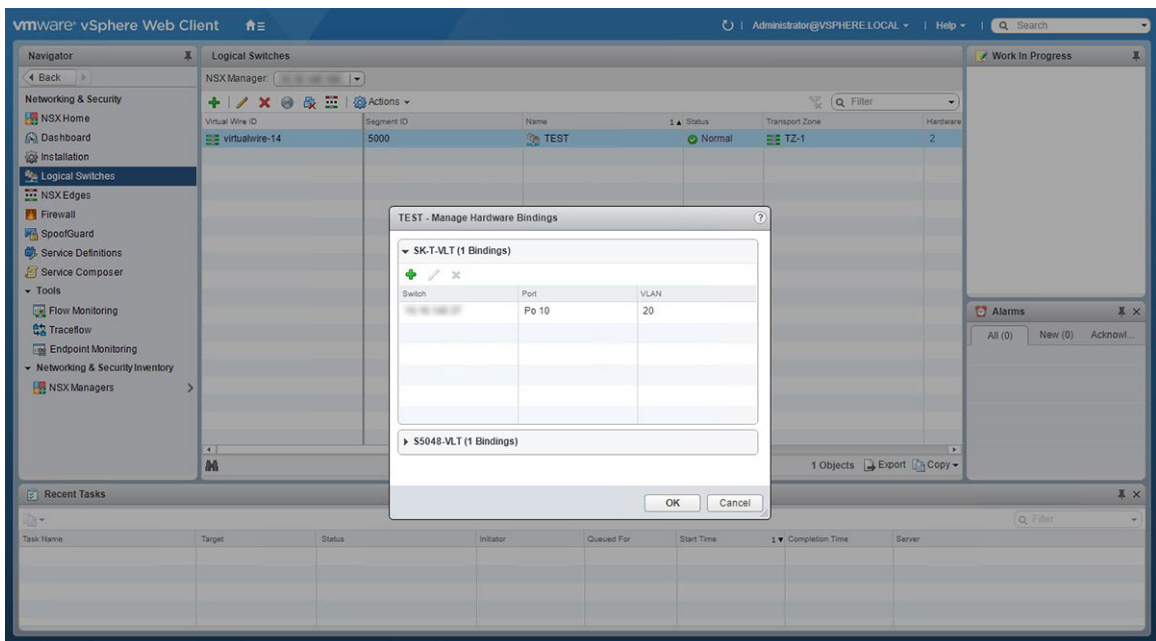 vmware® vSphere Web Client
Administrator@VSPHERE.LOCAL
Help
Search
Navigator
Back
Networking & Security
NSX Home
Dashboard
Installation
Logical Switches
NSX Edges
Firewall
SpoofGuard
Service Definitions
Service Composer
Tools
Flow Monitoring
Traceflow
Endpoint Monitoring
Networking & Security Inventory
NSX Managers
Logical Switches
NSX Manager:
Actions
Filter
Virtual Wire ID Segment ID Name 1 Status Transport Zone Hardware
virtualwire-14 5000 TEST Normal TZ-1 2
TEST - Manage Hardware Bindings ?
SK-T-VLT (1 Bindings)
Switch Port VLAN
Po 10 20
S5048-VLT (1 Bindings)
OK Cancel
1 Objects Export Copy
Work In Progress
Alarms
All (0) New (0) Acknowl...
Recent Tasks
Filter
Task Name Target Status Initiator Queued For Start Time 1 Completion Time Server